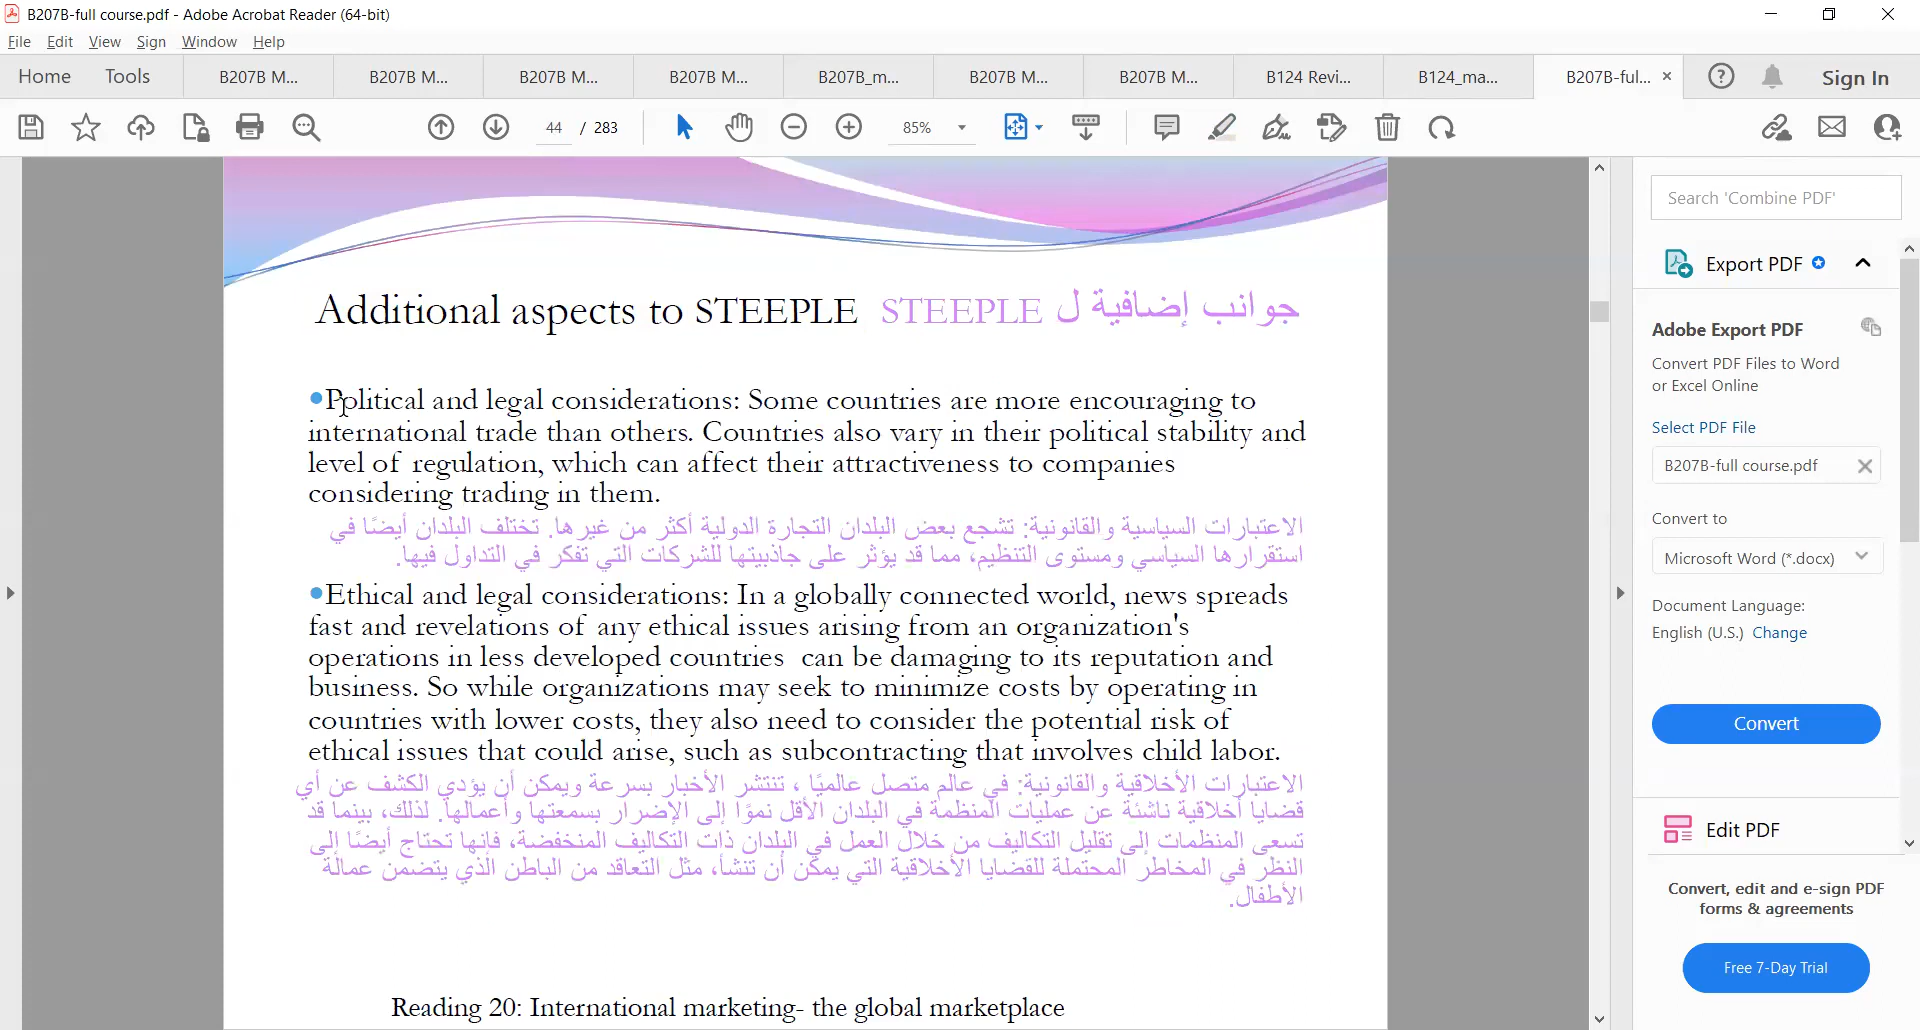 B207B-full course.pdf - Adobe Acrobat Reader (64-bit)
File Edit View Sign Window Help
Home Tools B207B M... B207B M... B207B M... B207B M... B207B_m... B207B M... B207B M... B124 Revi... B124_ma... B207B-ful... × Sign In
44 / 283 85%
Additional aspects to STEEPLE جوانب إضافية ل STEEPLE
•Political and legal considerations: Some countries are more encouraging to
international trade than others. Countries also vary in their political stability and
level of regulation, which can affect their attractiveness to companies
considering trading in them.
الاعتبارات السياسية والقانونية: تشجع بعض البلدان التجارة الدولية أكثر من غيرها. تختلف البلدان أيضًا في
استقرارها السياسي ومستوى التنظيم، مما قد يؤثر على جاذبيتها للشركات التي تفكر في التداول فيها.
•Ethical and legal considerations: In a globally connected world, news spreads
fast and revelations of any ethical issues arising from an organization's
operations in less developed countries can be damaging to its reputation and
business. So while organizations may seek to minimize costs by operating in
countries with lower costs, they also need to consider the potential risk of
ethical issues that could arise, such as subcontracting that involves child labor.
الاعتبارات الأخلاقية والقانونية: في عالم متصل عالميًا ، تنتشر الأخبار بسرعة ويمكن أن يؤدي الكشف عن أي
قضايا أخلاقية ناشئة عن عمليات المنظمة في البلدان الأقل نموًا إلى الإضرار بسمعتها وأعمالها. لذلك، بينما قد
تسعى المنظمات إلى تقليل التكاليف من خلال العمل في البلدان ذات التكاليف المنخفضة، فإنها تحتاج أيضًا إلى
النظر في المخاطر المحتملة للقضايا الأخلاقية التي يمكن أن تنشأ، مثل التعاقد من الباطن الذي يتضمن عمالة
الأطفال.
Reading 20: International marketing- the global marketplace
Search 'Combine PDF'
Export PDF
Adobe Export PDF
Convert PDF Files to Word
or Excel Online
Select PDF File
B207B-full course.pdf
Convert to
Microsoft Word (*.docx)
Document Language:
English (U.S.) Change
Convert
Edit PDF
Convert, edit and e-sign PDF
forms & agreements
Free 7-Day Trial